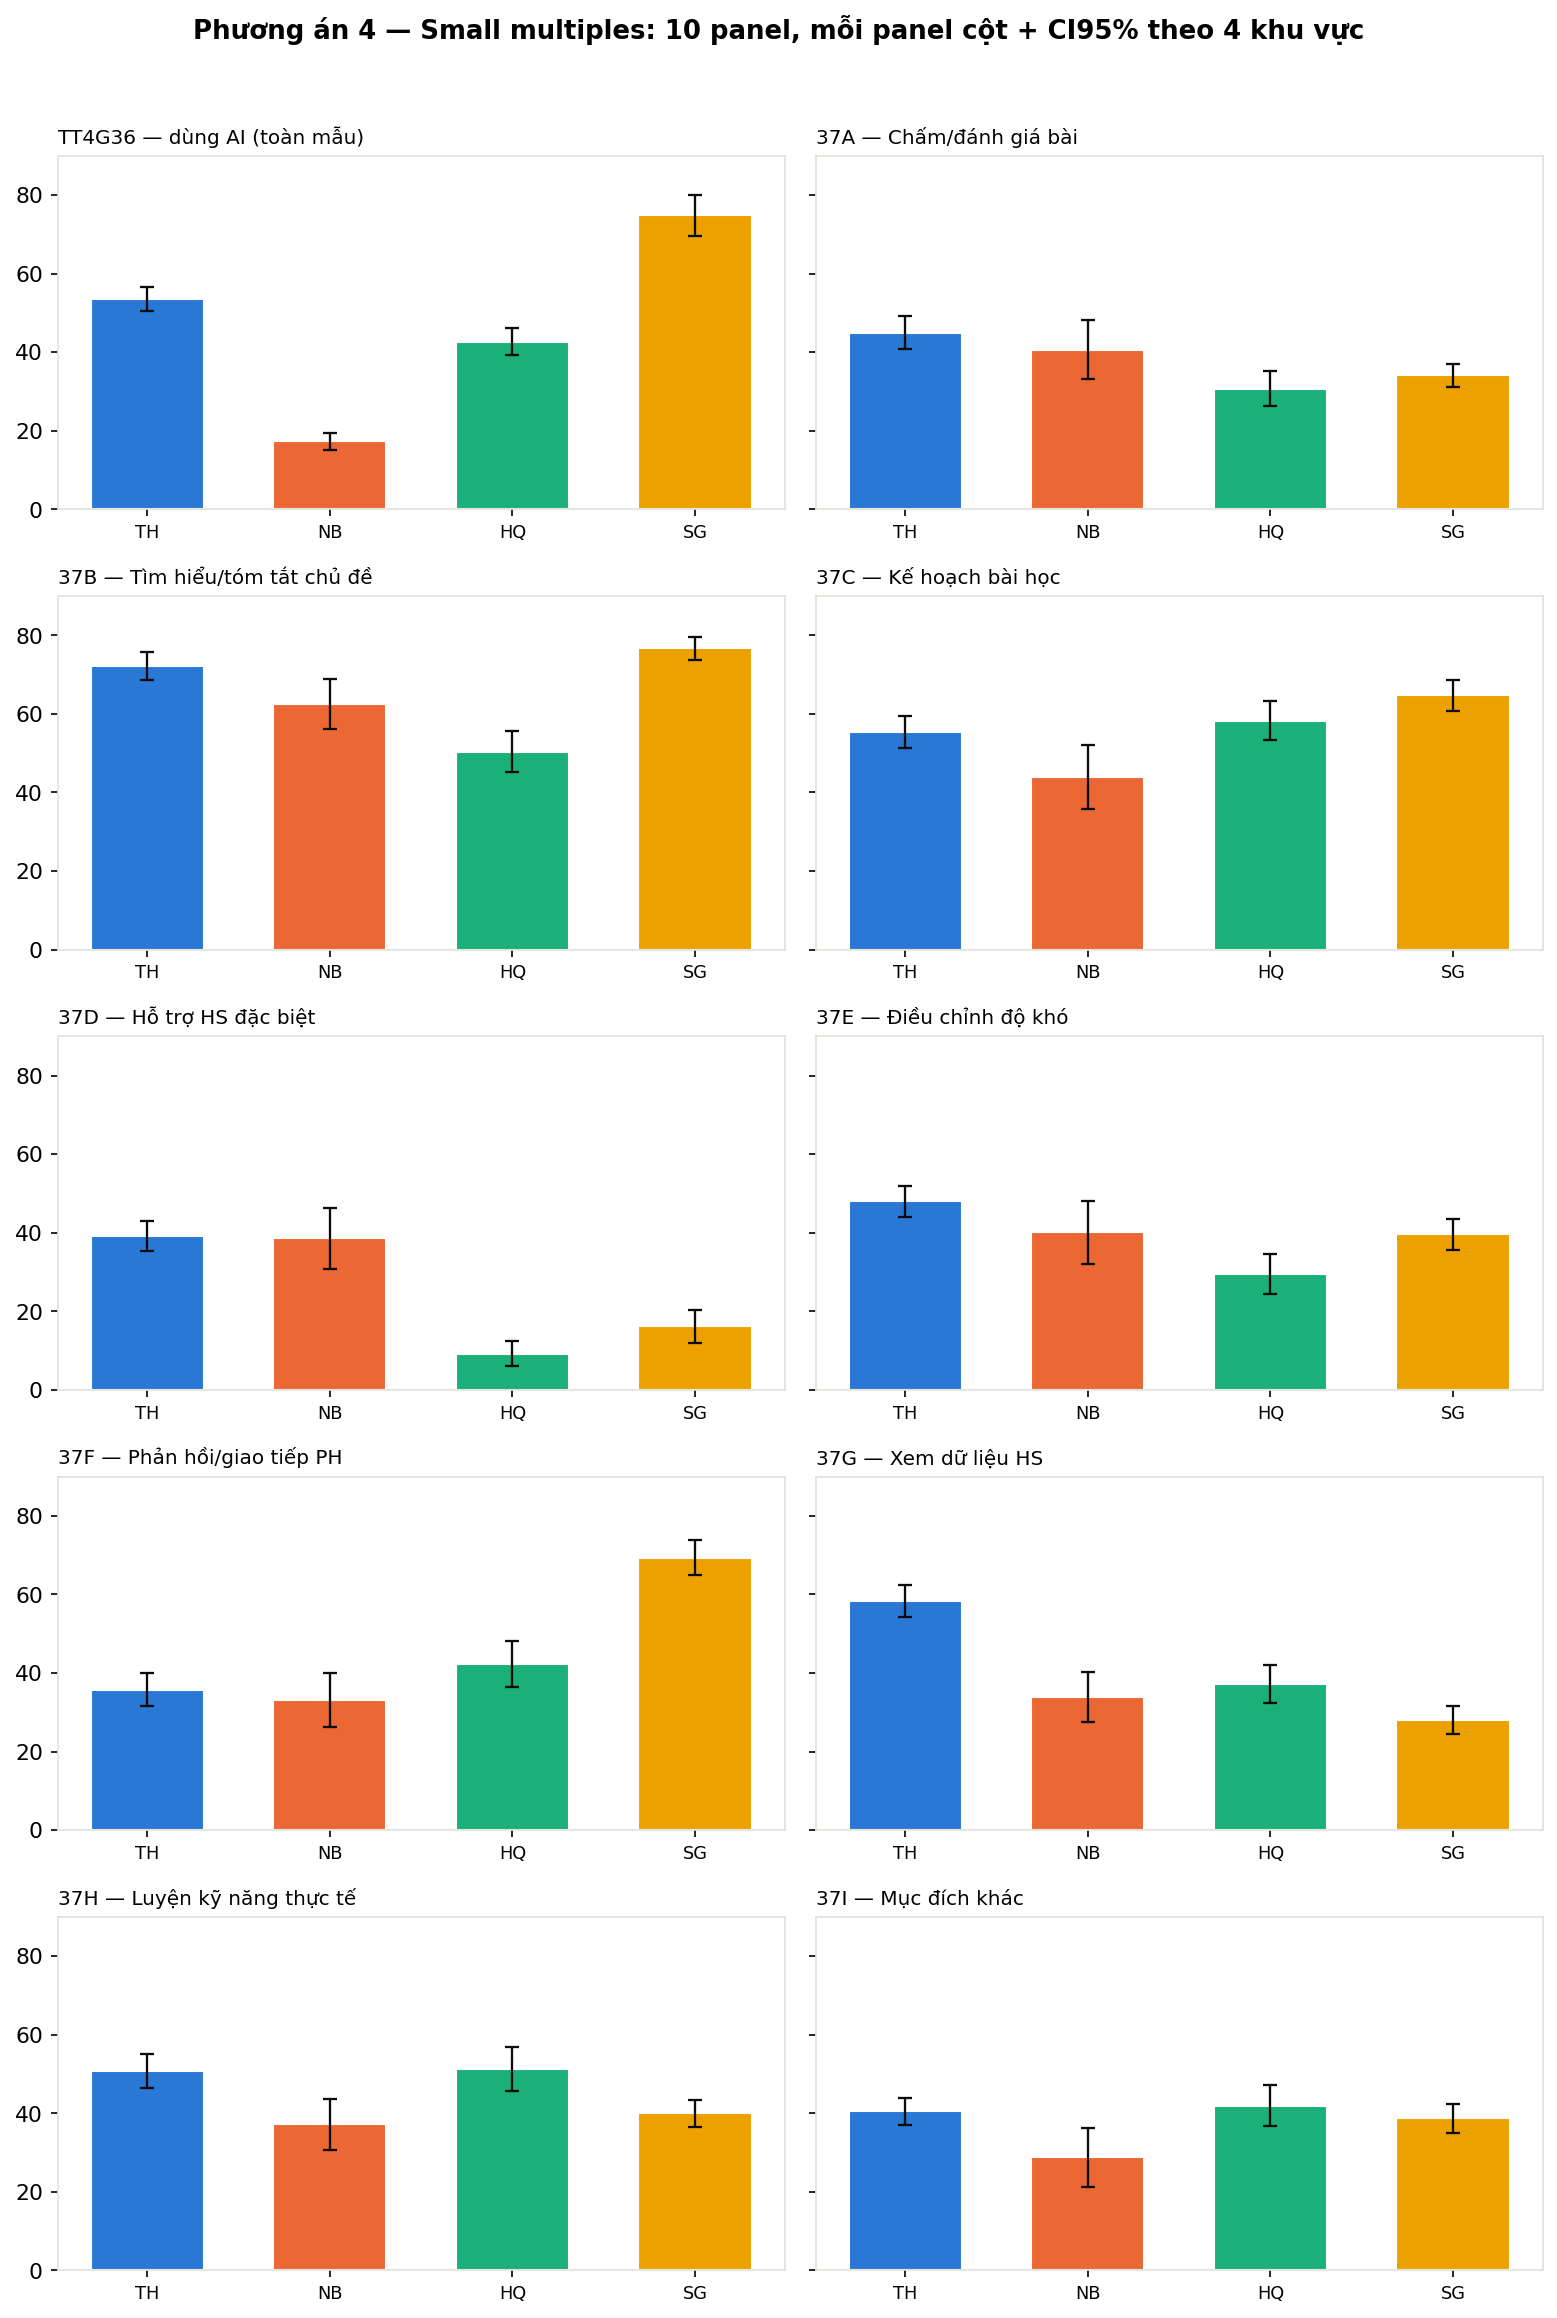 Phương án 4 — Small multiples: 10 panel, mỗi panel cột + CI95% theo 4 khu vực
TT4G36 — dùng AI (toàn mẫu)
80
60
40
20
0
TH NB HQ SG
37A — Chấm/đánh giá bài
TH NB HQ SG
37B — Tìm hiểu/tóm tắt chủ đề
80
60
40
20
0
TH NB HQ SG
37C — Kế hoạch bài học
TH NB HQ SG
37D — Hỗ trợ HS đặc biệt
80
60
40
20
0
TH NB HQ SG
37E — Điều chỉnh độ khó
TH NB HQ SG
37F — Phản hồi/giao tiếp PH
80
60
40
20
0
TH NB HQ SG
37G — Xem dữ liệu HS
TH NB HQ SG
37H — Luyện kỹ năng thực tế
80
60
40
20
0
TH NB HQ SG
37I — Mục đích khác
TH NB HQ SG